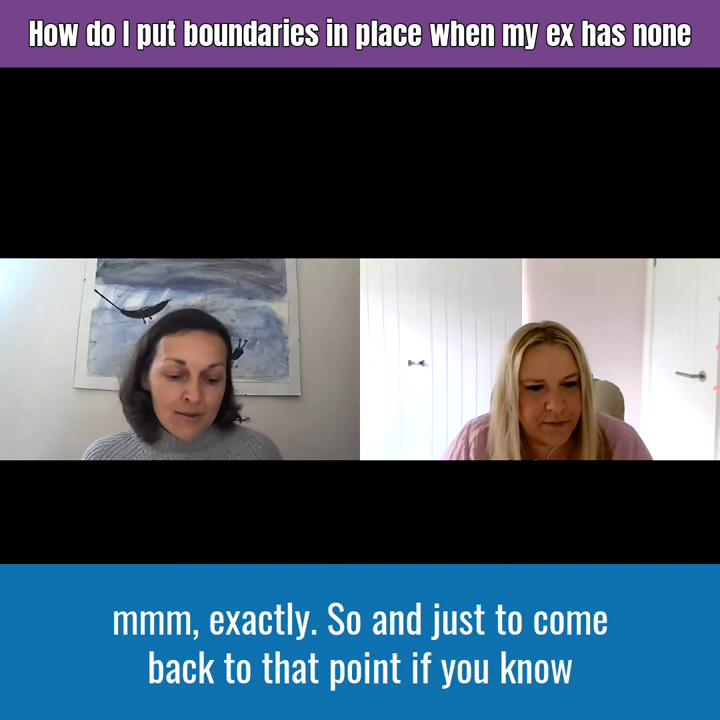 How do I put boundaries in place when my ex has none
mmm, exactly. So and just to come
back to that point if you know